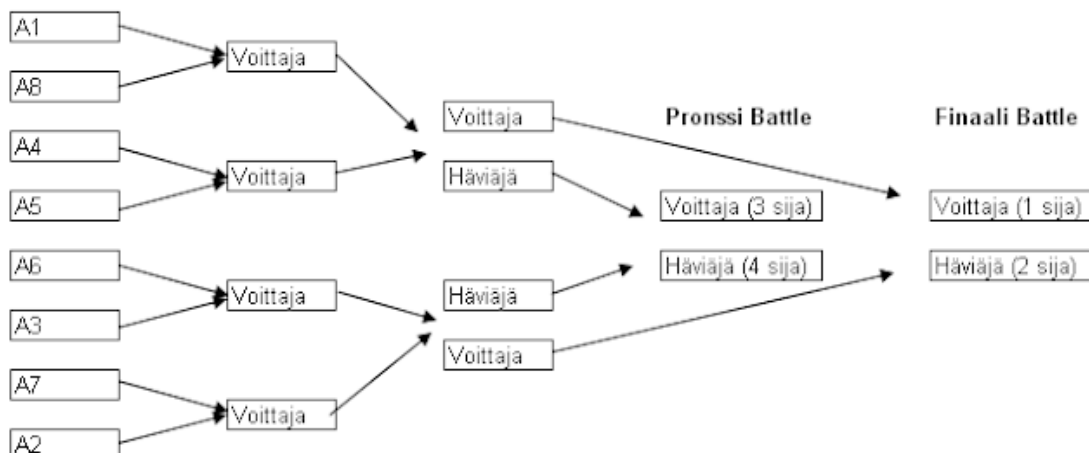 A1
A8
A4
A5
A6
A3
A7
A2
Voittaja
Voittaja
Voittaja
Voittaja
Voittaja
Häviäjä
Häviäjä
Voittaja
Pronssi Battle
Voittaja (3 sija)
Häviäjä (4 sija)
Finaali Battle
Voittaja (1 sija)
Häviäjä (2 sija)